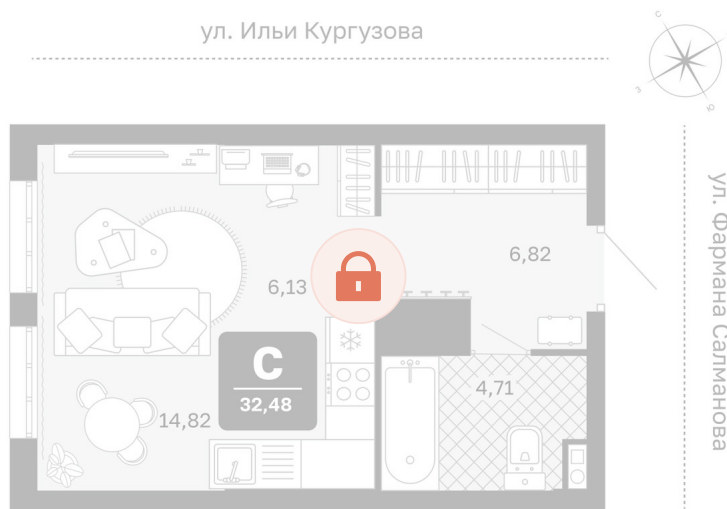 ул. Ильи Кургузова
с
з
ю
ул. Фармана Салманова
6,82
6,13
С
32,48
14,82
4,71